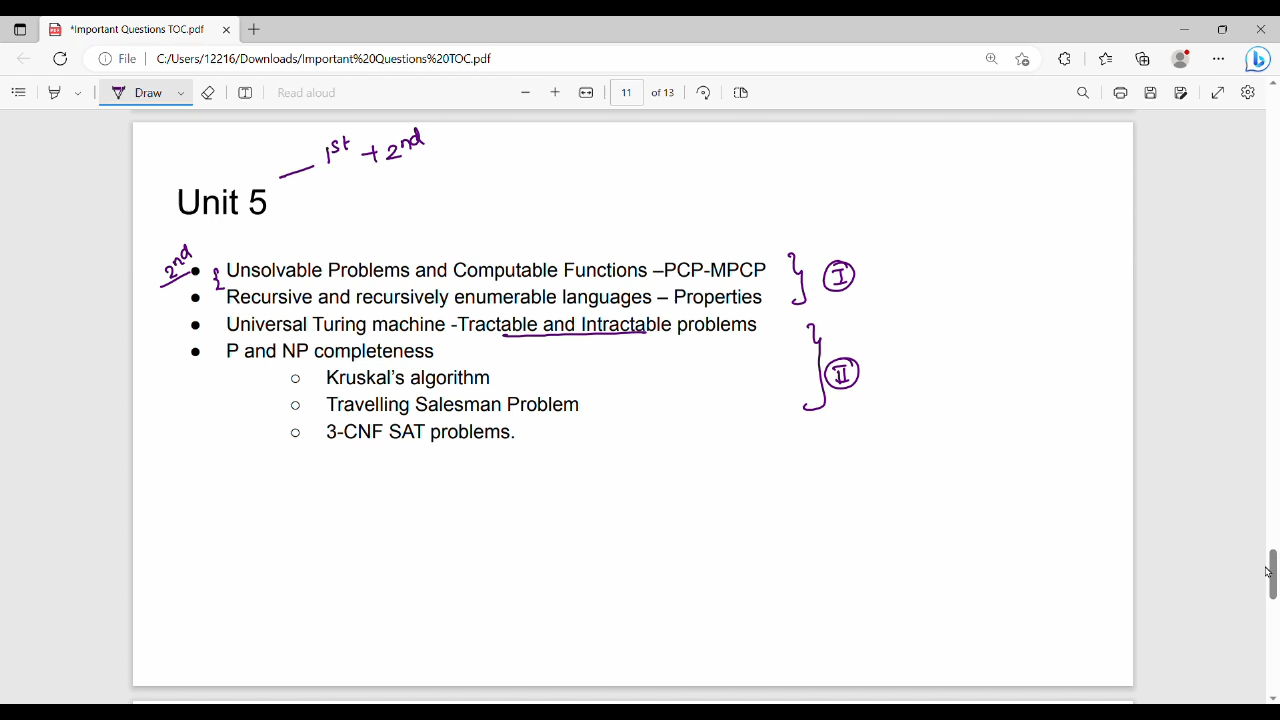 *Important Questions TOC.pdf
File C:/Users/12216/Downloads/Important%20Questions%20TOC.pdf
Draw Read aloud 11 of 13
1st + 2nd
Unit 5
2nd
• Unsolvable Problems and Computable Functions –PCP-MPCP
I
• Recursive and recursively enumerable languages – Properties
• Universal Turing machine -Tractable and Intractable problems
• P and NP completeness
II
○ Kruskal’s algorithm
○ Travelling Salesman Problem
○ 3-CNF SAT problems.